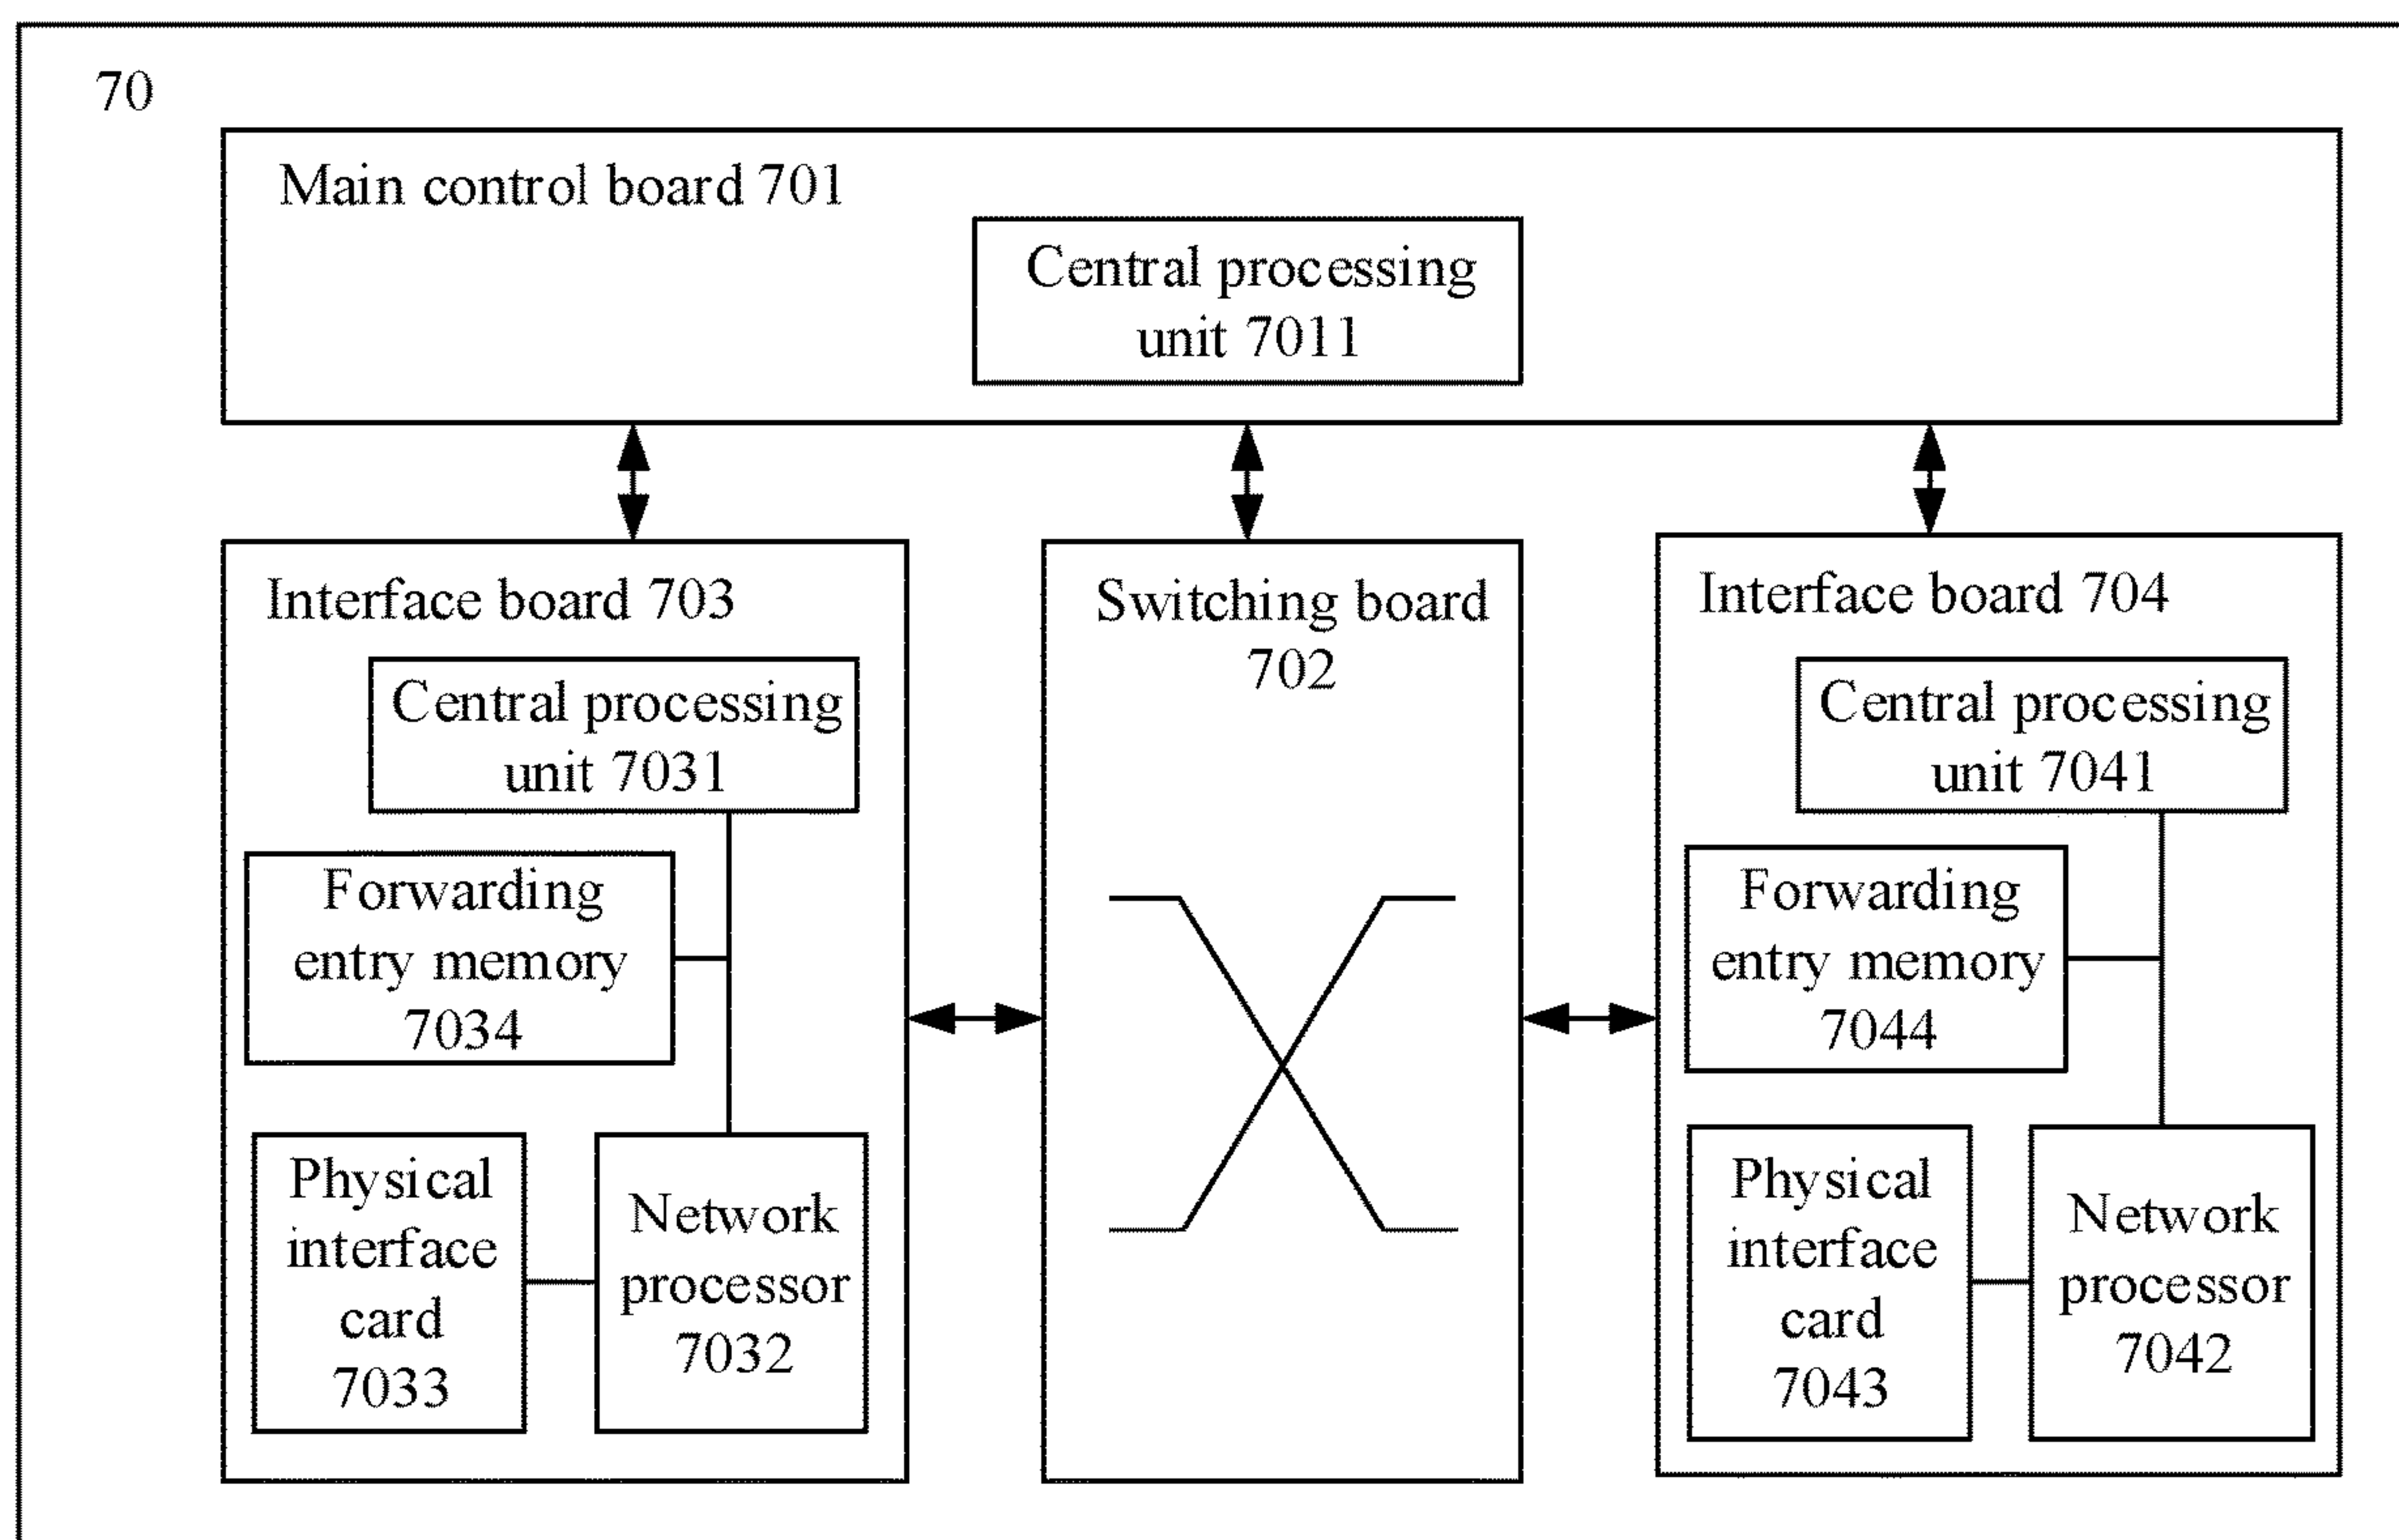 70
Main control board 701
Central processing
unit 7011
Interface board 703
Central processing
unit 7031
Forwarding
entry memory
7034
Physical
interface
card
7033
Network
processor
7032
Switching board
702
Interface board 704
Central processing
unit 7041
Forwarding
entry memory
7044
Physical
interface
card
7043
Network
processor
7042